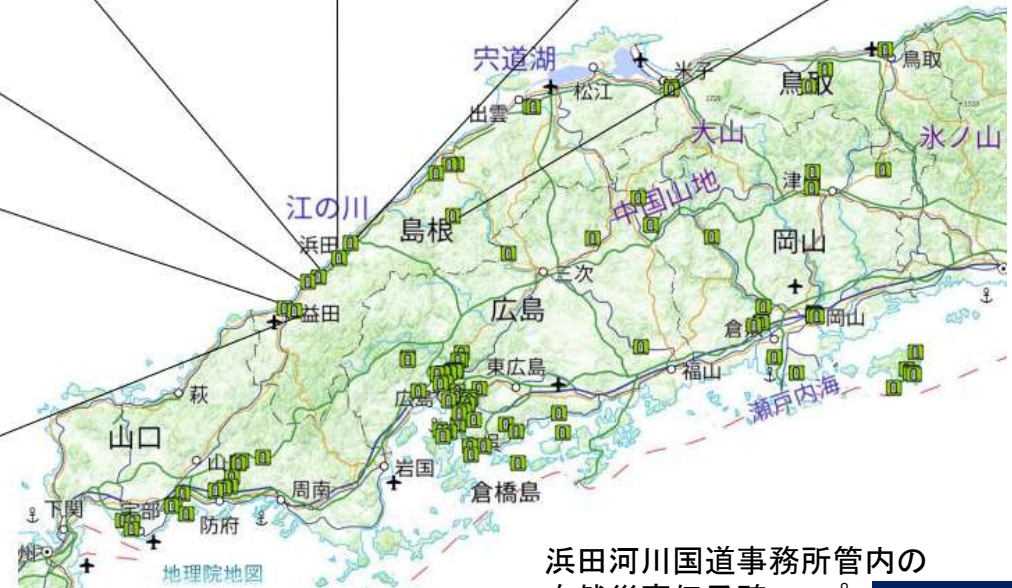 宍道湖
鳥取
米子
鳥取
松江
出雲
大山
氷ノ山
津
中国山地
江の川
島根
浜田
岡山
三次
広島
益田
倉敷
岡山
東広島
福山
広島
瀬戸内海
萩
山口
呉
岩国
倉橋島
周南
下関
宇部
防府
州
地理院地図
浜田河川国道事務所管内の